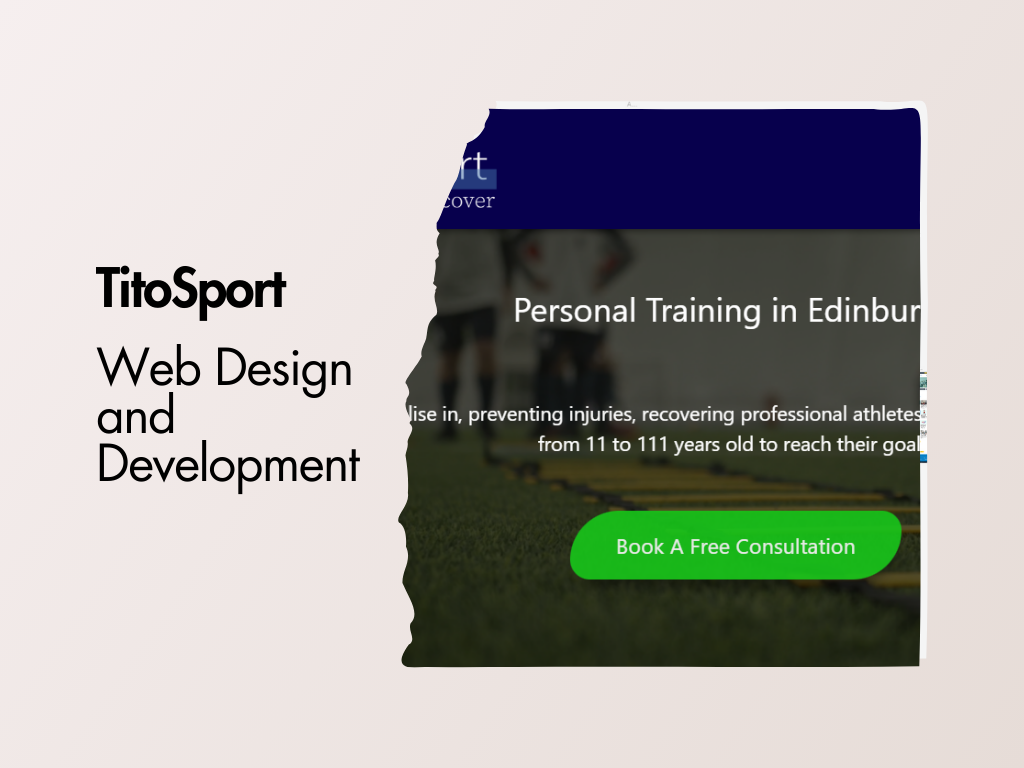 TitoSport
Web Design
and
Development
rt
cover
Personal Training in Edinbur
lise in, preventing injuries, recovering professional athletes
from 11 to 111 years old to reach their goal
Book A Free Consultation